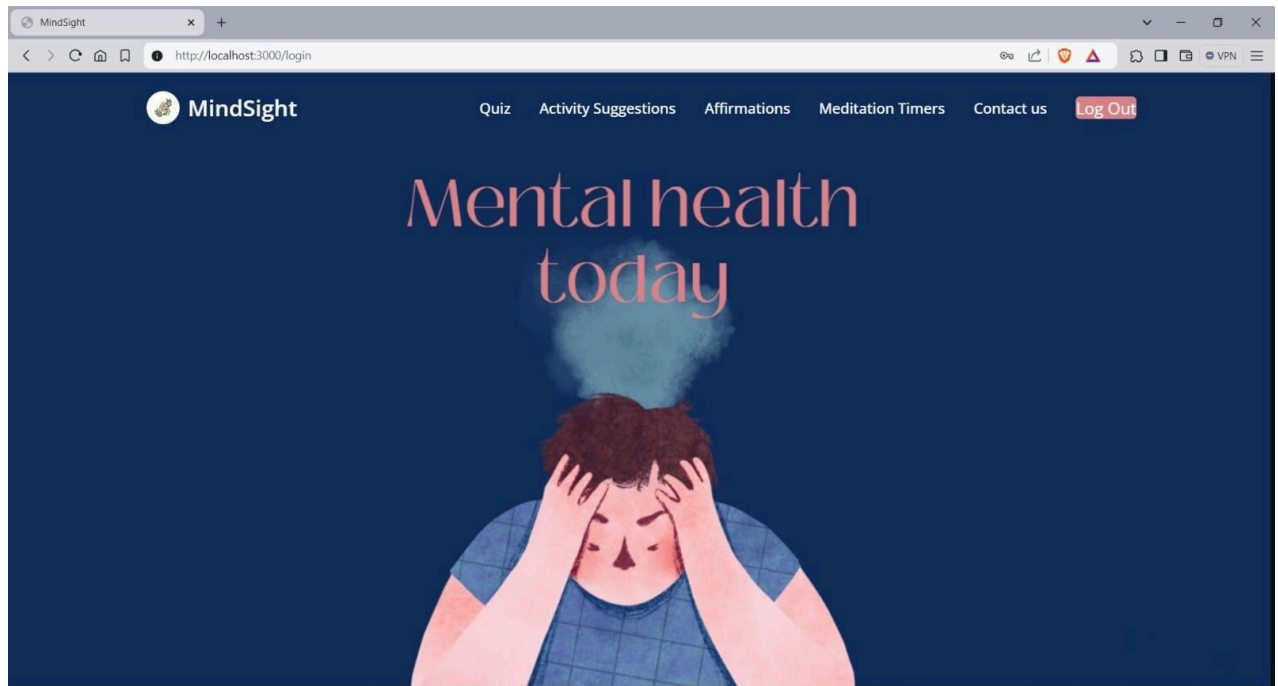 MindSight
http://localhost:3000/login
VPN
MindSight
Quiz Activity Suggestions Affirmations Meditation Timers Contact us Log Out
Mental health
today